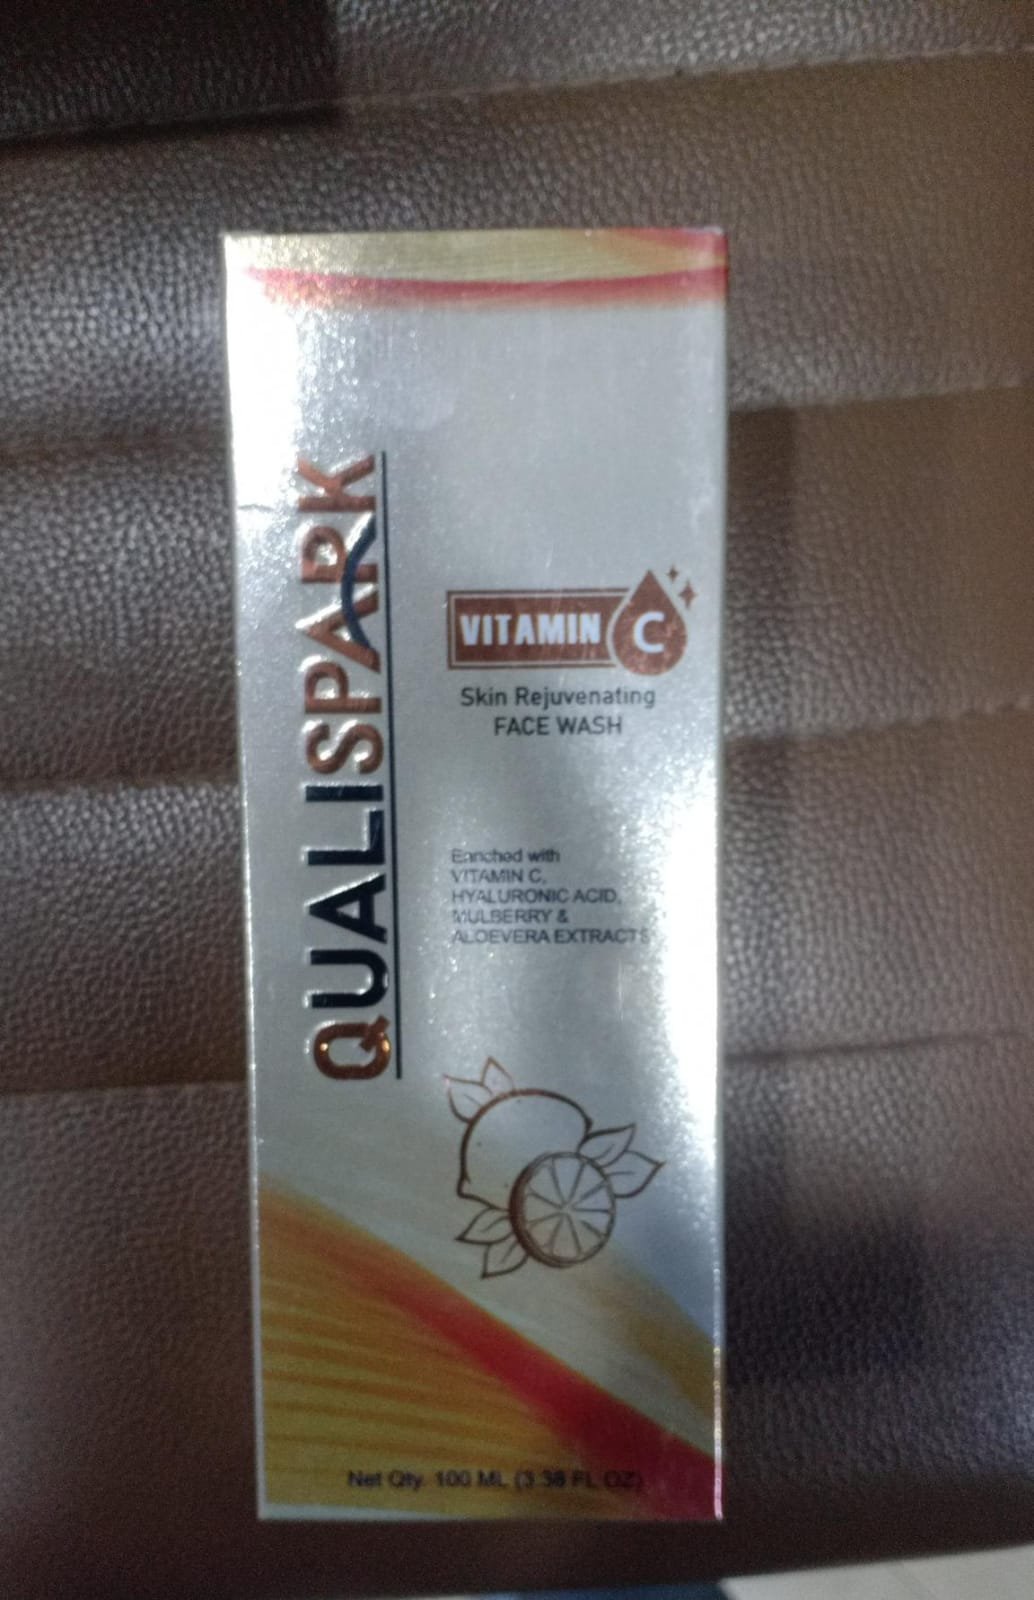 QUALISPARK
VITAMIN C
Skin Rejuvenating
FACE WASH
Enriched with
VITAMIN C,
HYALURONIC ACID,
MULBERRY &
ALOEVERA EXTRACTS
Net Qty. 100 ML (3.38 FL OZ)